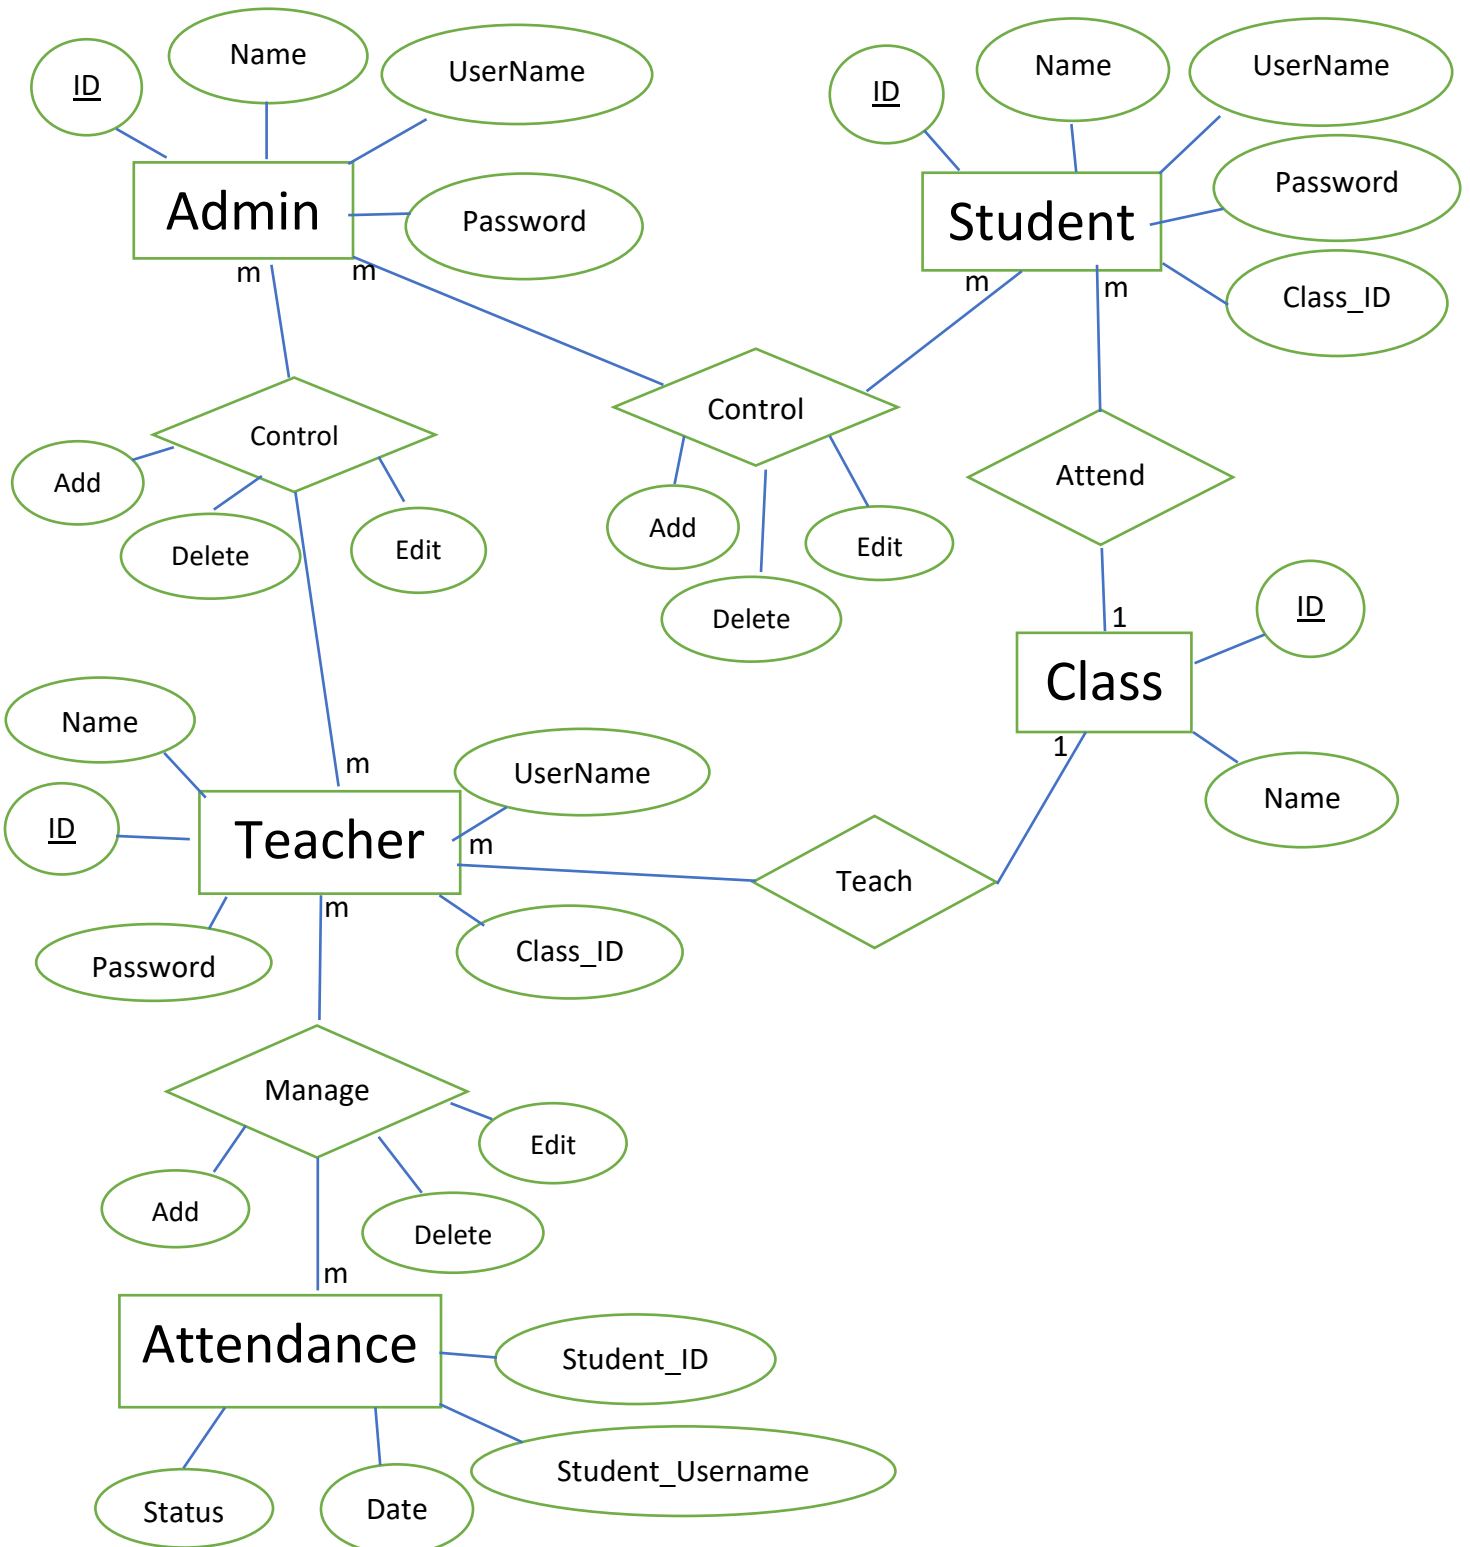 Name
UserName
ID
Admin
Password
m
m
Name
UserName
ID
Password
Student
Class_ID
m
m
Control
Add
Delete
Edit
Control
Add
Edit
Delete
Attend
1
ID
Class
1
Name
m
Name
UserName
ID
Teacher
m
Teach
m
Password
Class_ID
Manage
Edit
Add
Delete
m
Attendance
Student_ID
Student_Username
Status
Date